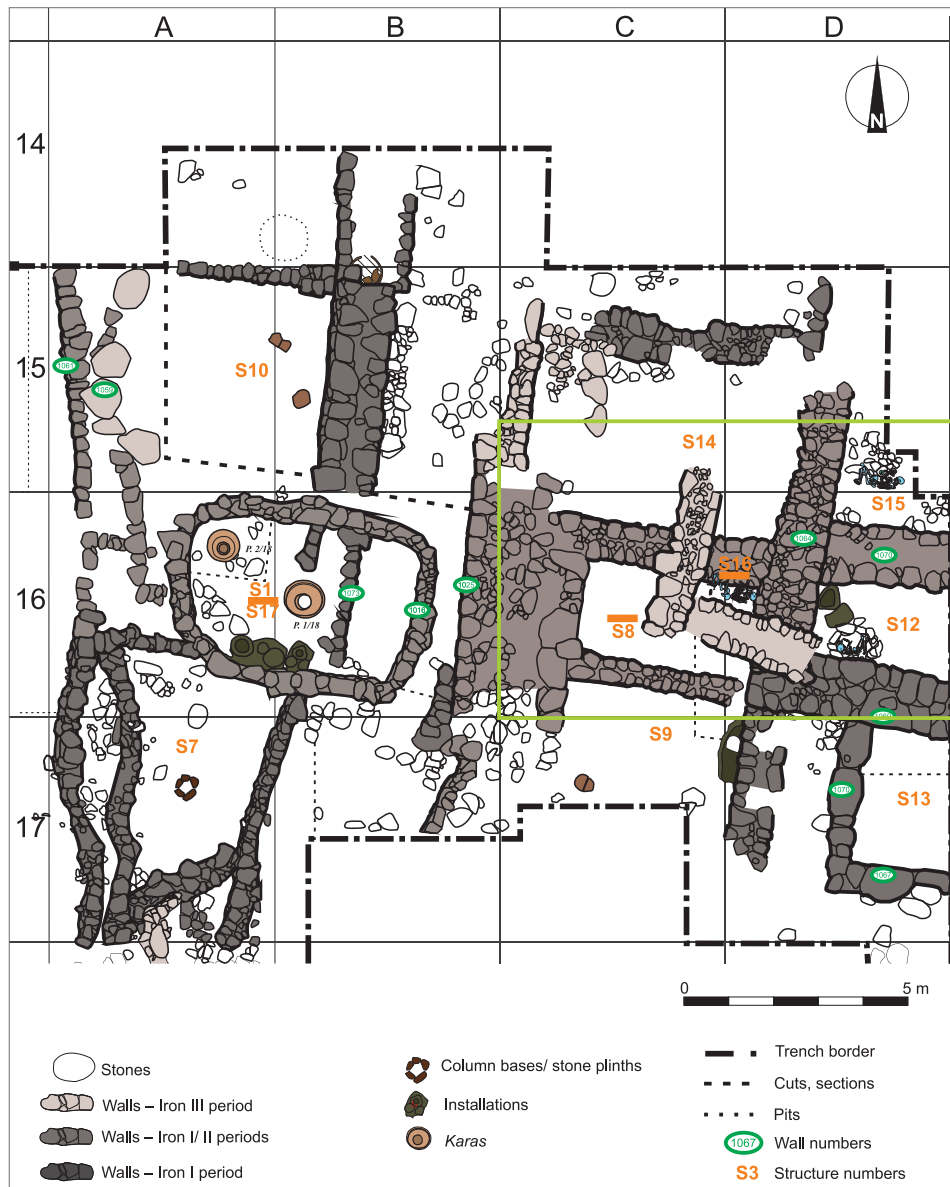 A B C D
N
14
15
1061
1059
S10
S14
S15
1064
1070
P. 2/18
S16
16
S1
S17
1073
1016
1025
P. 1/18
S8
S12
S7
S9
1078
S13
17
1067
0 5 m
Stones
Walls – Iron III period
Walls – Iron I/ II periods
Walls – Iron I period
Column bases/ stone plinths
Installations
Karas
Trench border
Cuts, sections
Pits
1067 Wall numbers
S3 Structure numbers